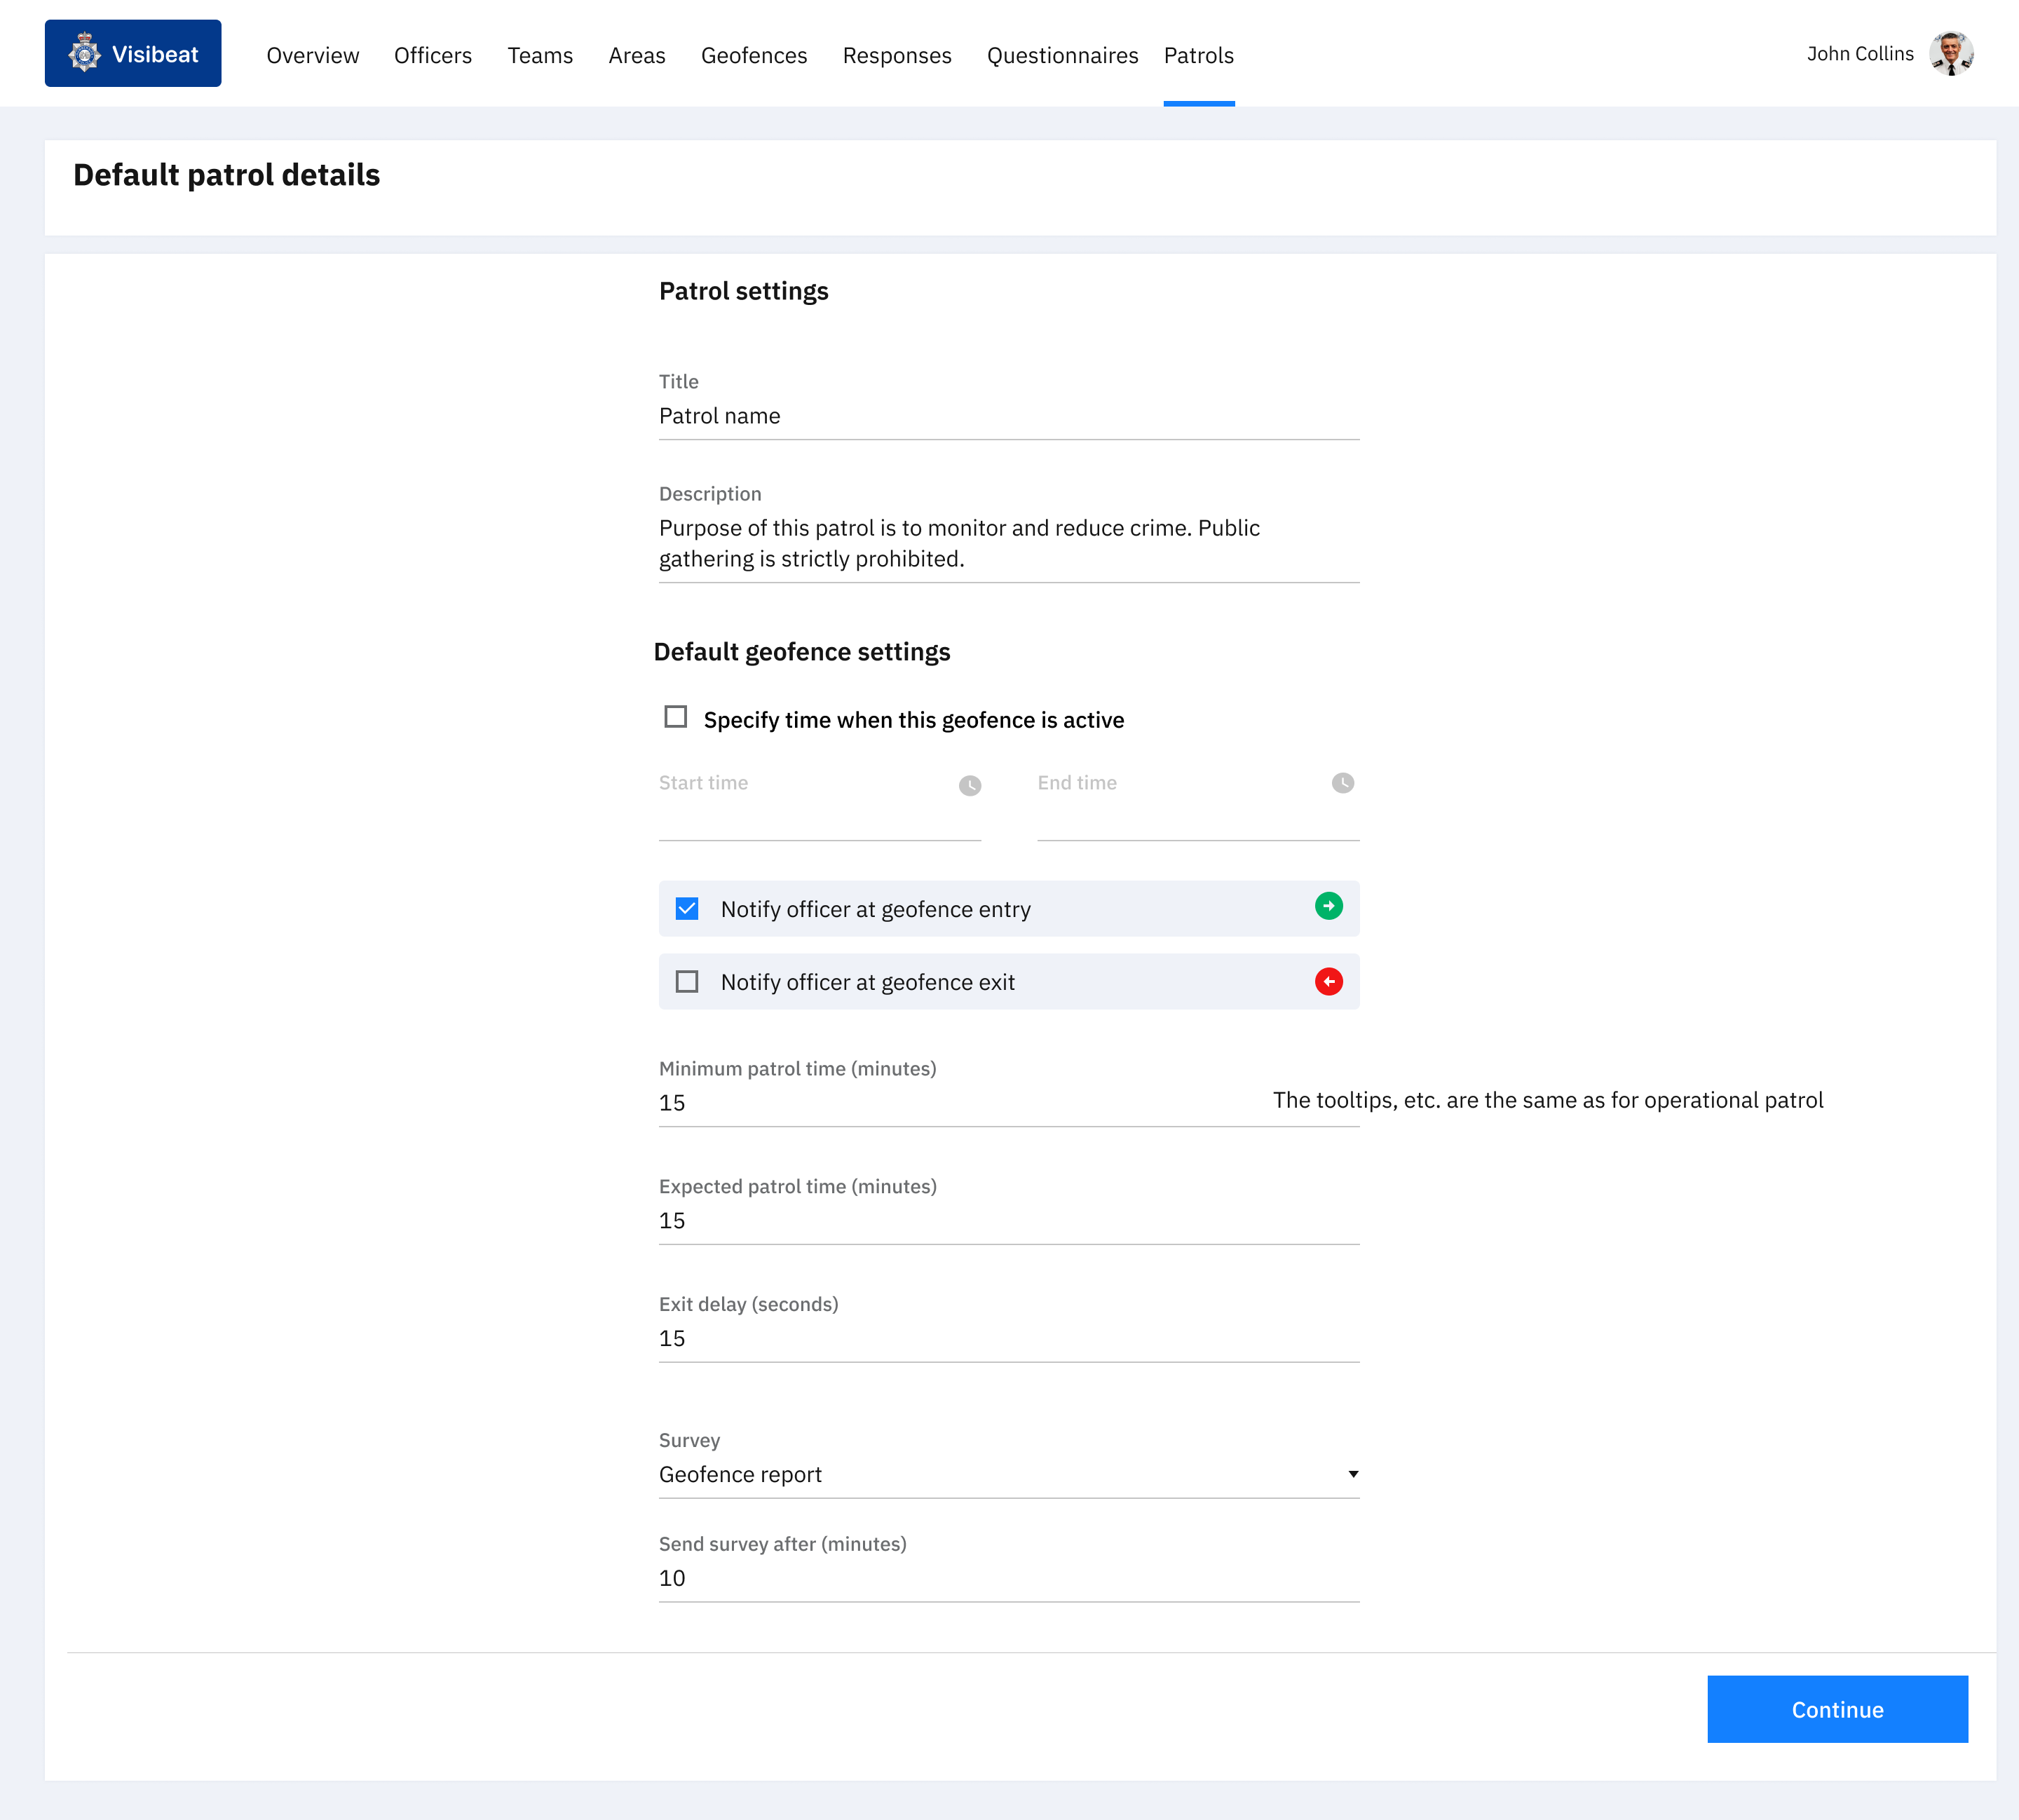 Visibeat
Overview
Officers
Teams
Areas
Geofences
Responses
Questionnaires
Patrols
John Collins
Default patrol details
Patrol settings
Title
Patrol name
Description
Purpose of this patrol is to monitor and reduce crime. Public
gathering is strictly prohibited.
Default geofence settings
Specify time when this geofence is active
Start time
End time
Notify officer at geofence entry
Notify officer at geofence exit
Minimum patrol time (minutes)
15
The tooltips, etc. are the same as for operational patrol
Expected patrol time (minutes)
15
Exit delay (seconds)
15
Survey
Geofence report
Send survey after (minutes)
10
Continue